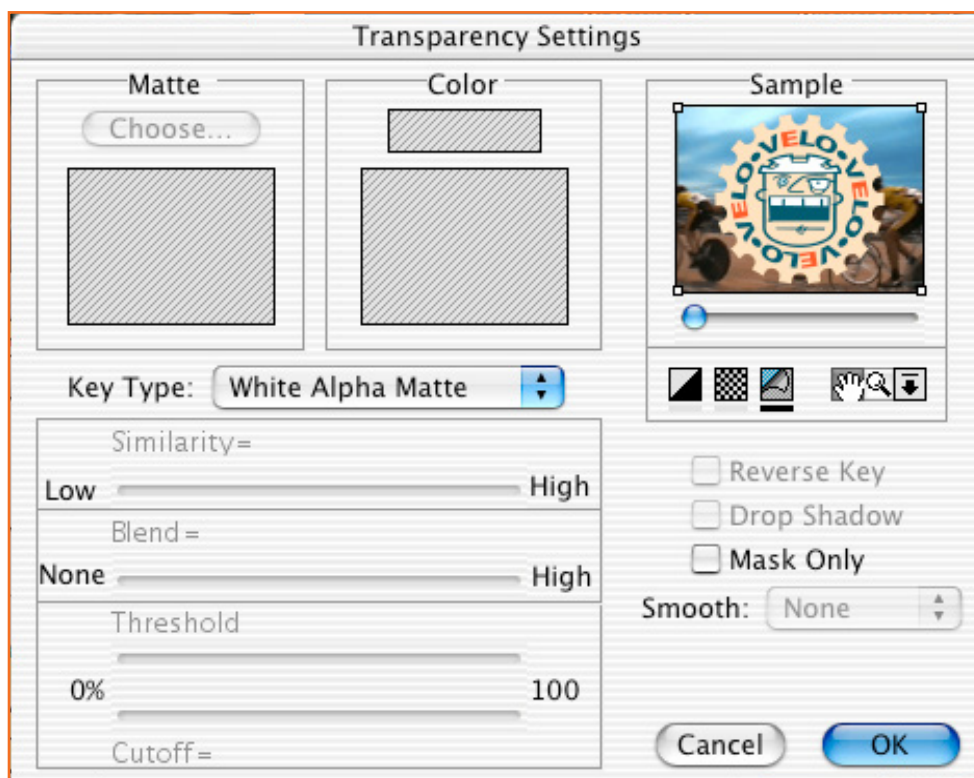 Transparency Settings
Matte
Choose...
Color
Sample
VELO•VELO•VELO•VELO•
Key Type: White Alpha Matte
Similarity=
Low High
Blend =
None High
Threshold
0% 100
Cutoff=
Reverse Key
Drop Shadow
Mask Only
Smooth: None
Cancel OK